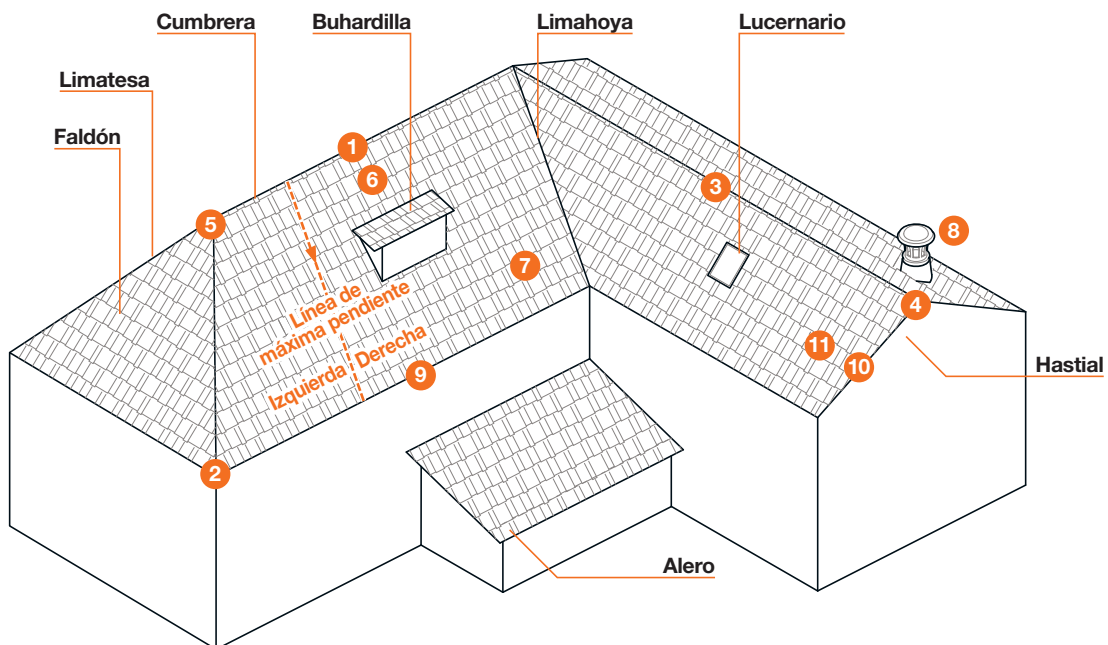 Cumbrera
Buhardilla
Limahoya
Lucernario
Limatesa
Faldón
1
6
3
5
8
7
Línea de
máxima pendiente
4
Izquierda
Derecha
11
10
Hastial
9
2
Alero